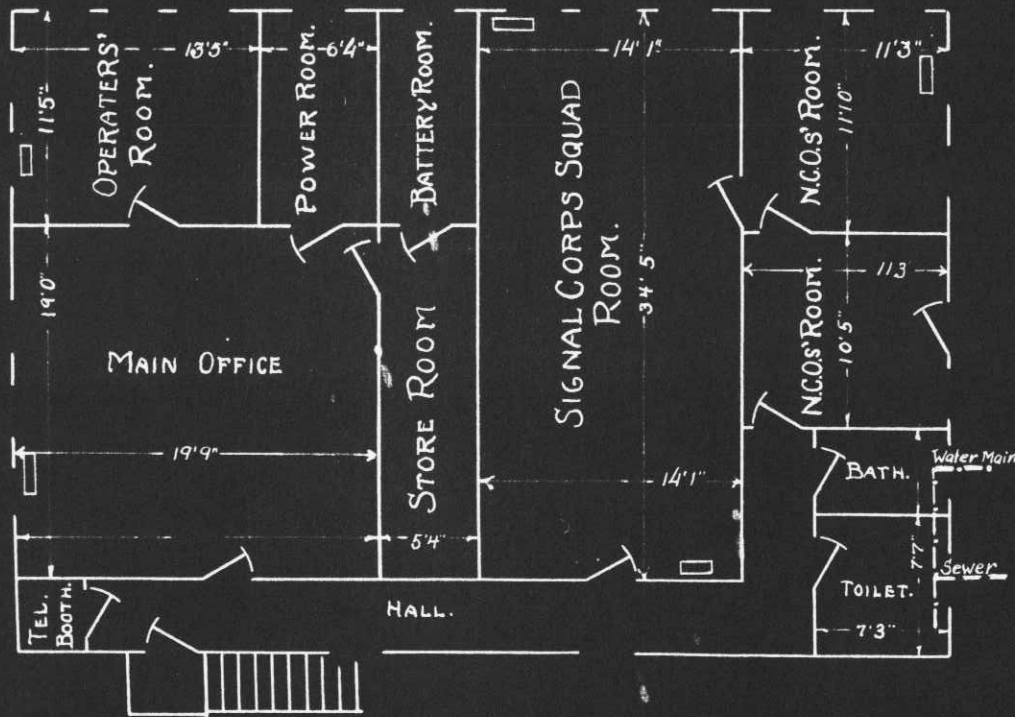 13'5"
6'4"
14'1"
11'3"
11'5"
OPERATERS'
ROOM.
POWER ROOM.
BATTERY ROOM.
SIGNAL CORPS SQUAD
ROOM.
34' 5"
N.C.O.s' ROOM.
11'10"
19'0"
MAIN OFFICE
STORE ROOM
N.C.O.s' ROOM.
11 3
10'5"
19'9"
14'1"
5'4"
BATH.
Water Main
7'7"
Sewer
TOILET.
7'3"
TEL.
BOOTH.
HALL.